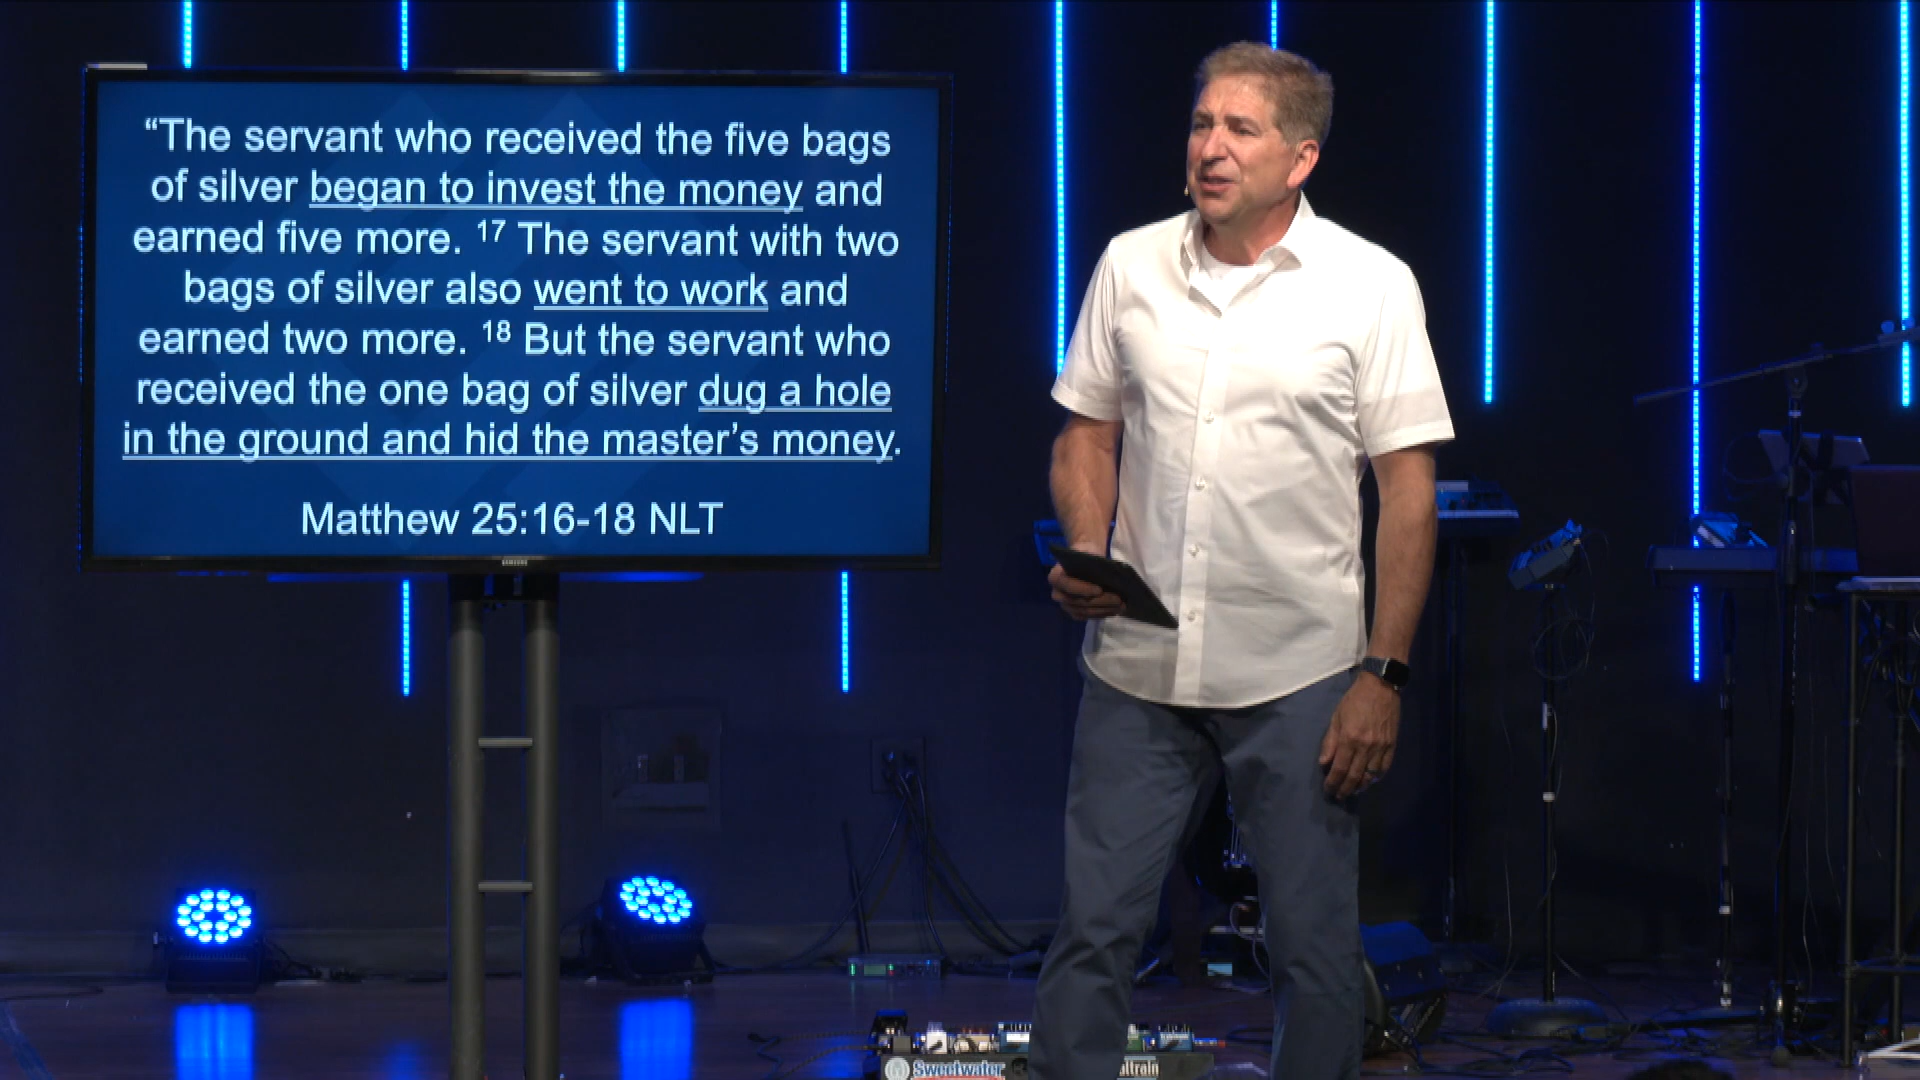 “The servant who received the five bags
of silver began to invest the money and
earned five more. 17 The servant with two
bags of silver also went to work and
earned two more. 18 But the servant who
received the one bag of silver dug a hole
in the ground and hid the master’s money.
Matthew 25:16-18 NLT
SAMSUNG
Sweetwater